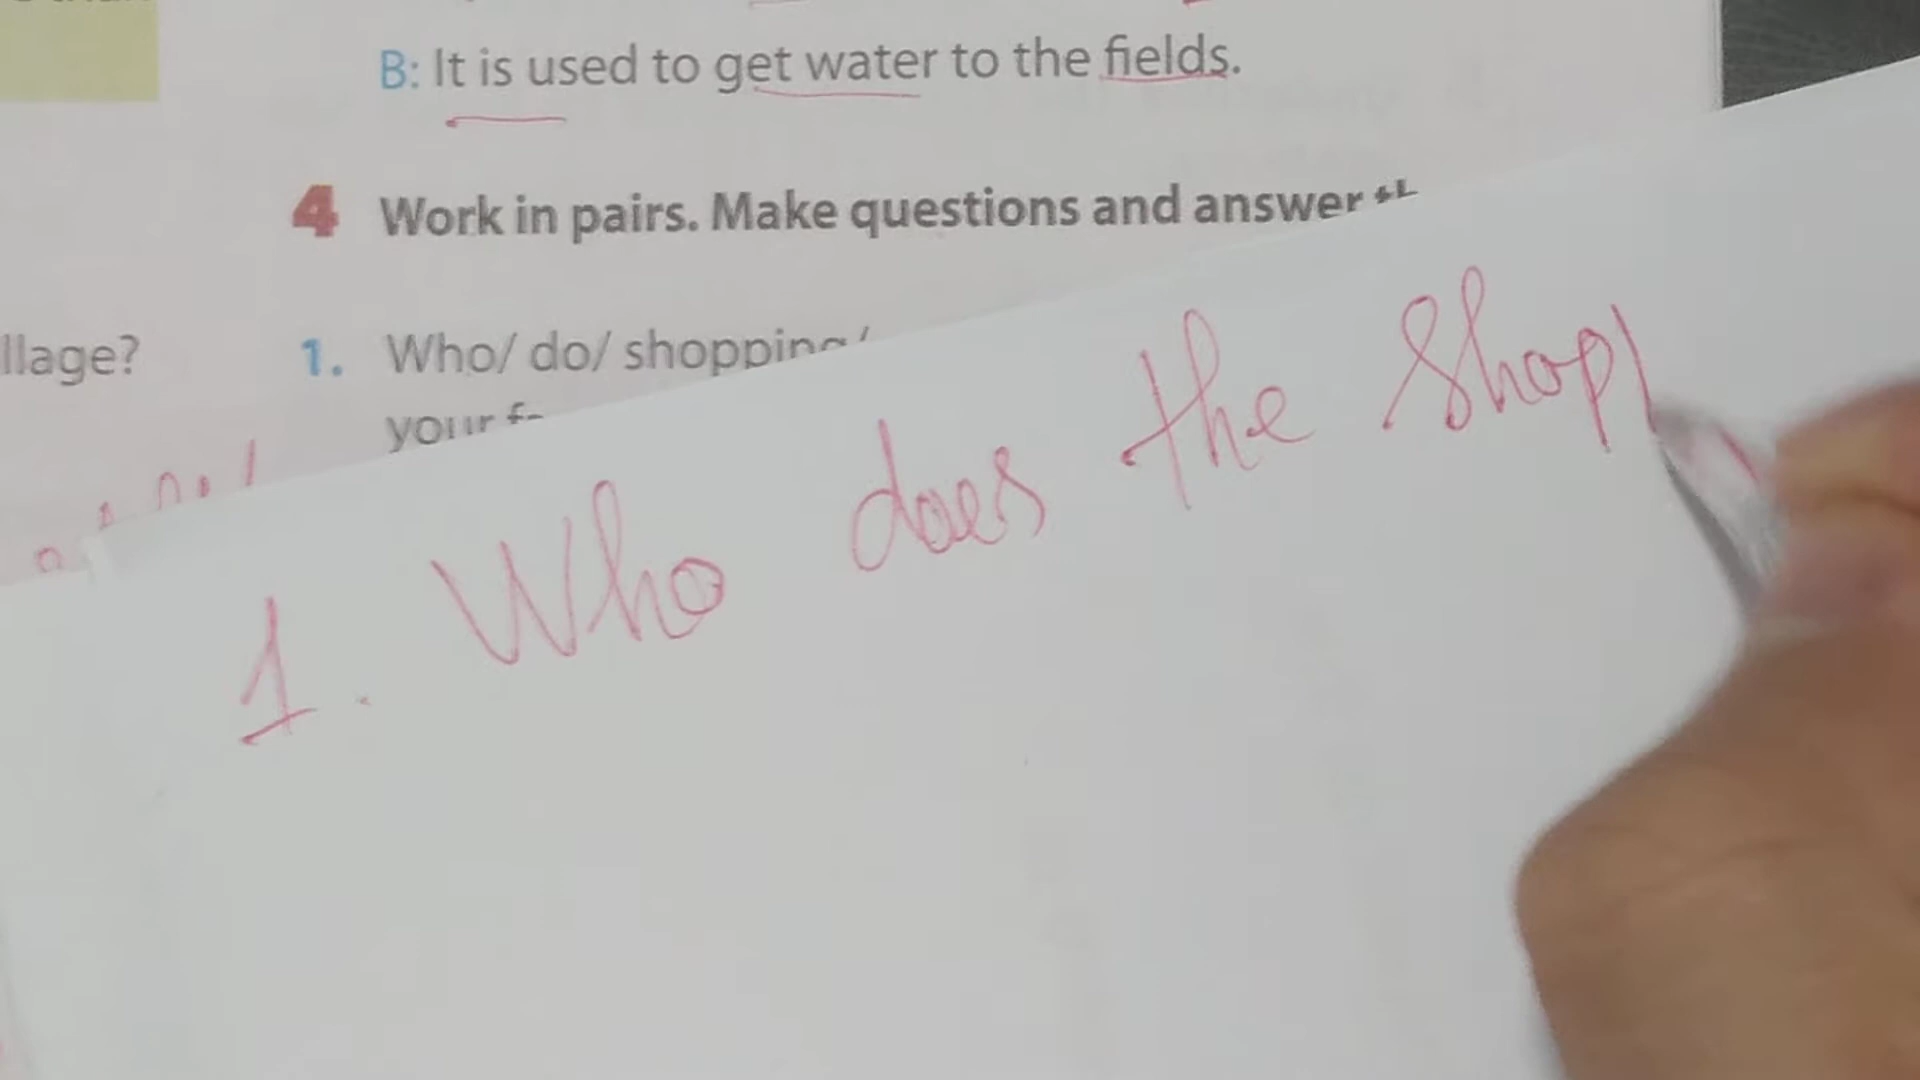 B: It is used to get water to the fields.
4 Work in pairs. Make questions and answer
llage?
1. Who/ do/ shopping/
your
1. Who does the shop